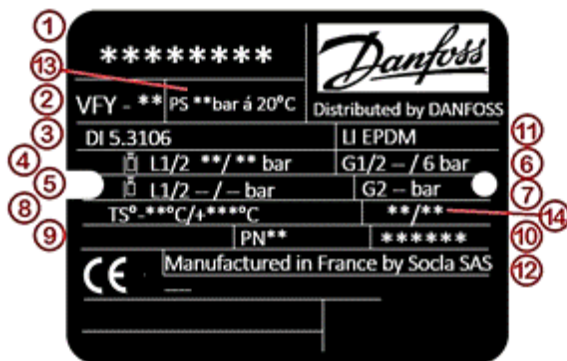 1
********
Danfoss
13
2
VFY - ** PS **bar á 20°C
Distributed by DANFOSS
3
DI 5.3106
LI EPDM
11
4
L1/2 **/** bar
G1/2 – / 6 bar
6
5
L1/2 – / – bar
G2 – bar
7
8
TS°-**°C/+***°C
**/**
14
9
PN**
******
10
CE
Manufactured in France by Socla SAS
12